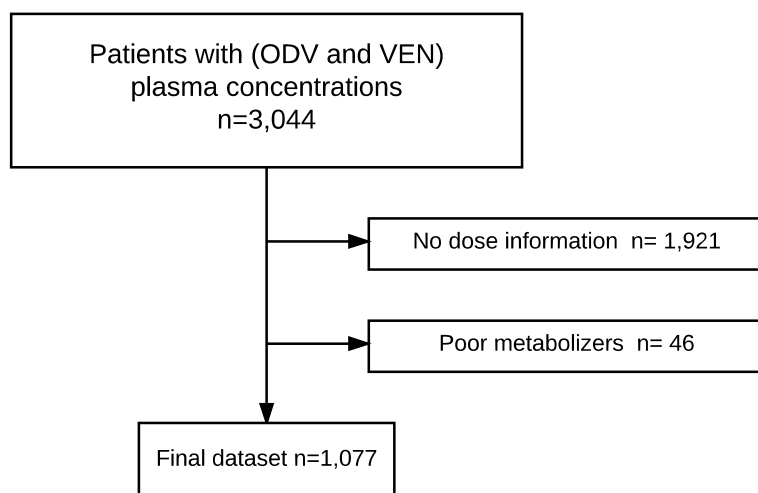 Patients with (ODV and VEN)
plasma concentrations
n=3,044
No dose information  n= 1,921
Poor metabolizers  n= 46
Final dataset n=1,077